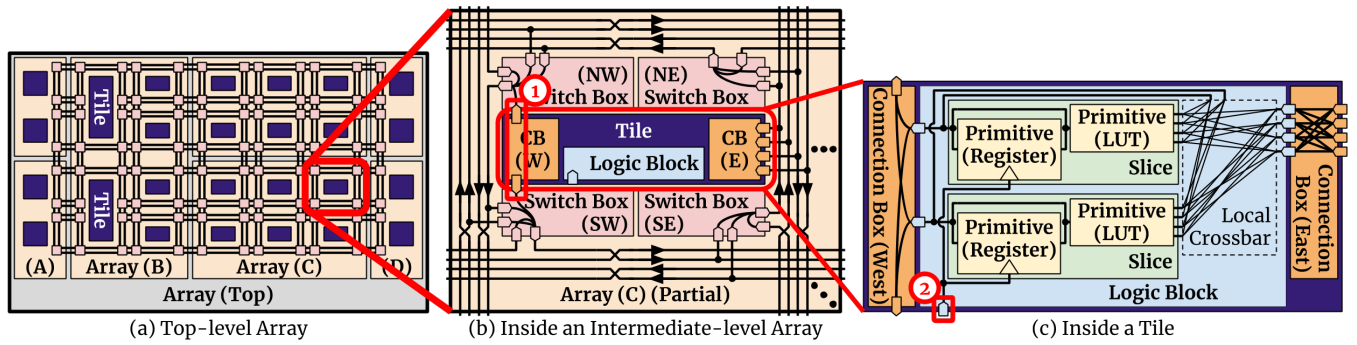 Tile
Tile
(A)
Array (B)
Array (C)
(D)
Array (Top)
(a) Top-level Array
(NW)
Switch Box
(NE)
Switch Box
1
CB
(W)
Tile
Logic Block
CB
(E)
Switch Box
(SW)
Switch Box
(SE)
Array (C) (Partial)
(b) Inside an Intermediate-level Array
Connection Box (West)
Primitive
(Register)
Primitive
(LUT)
Slice
Primitive
(Register)
Primitive
(LUT)
Slice
Local
Crossbar
Connection
Box (East)
2
Logic Block
(c) Inside a Tile